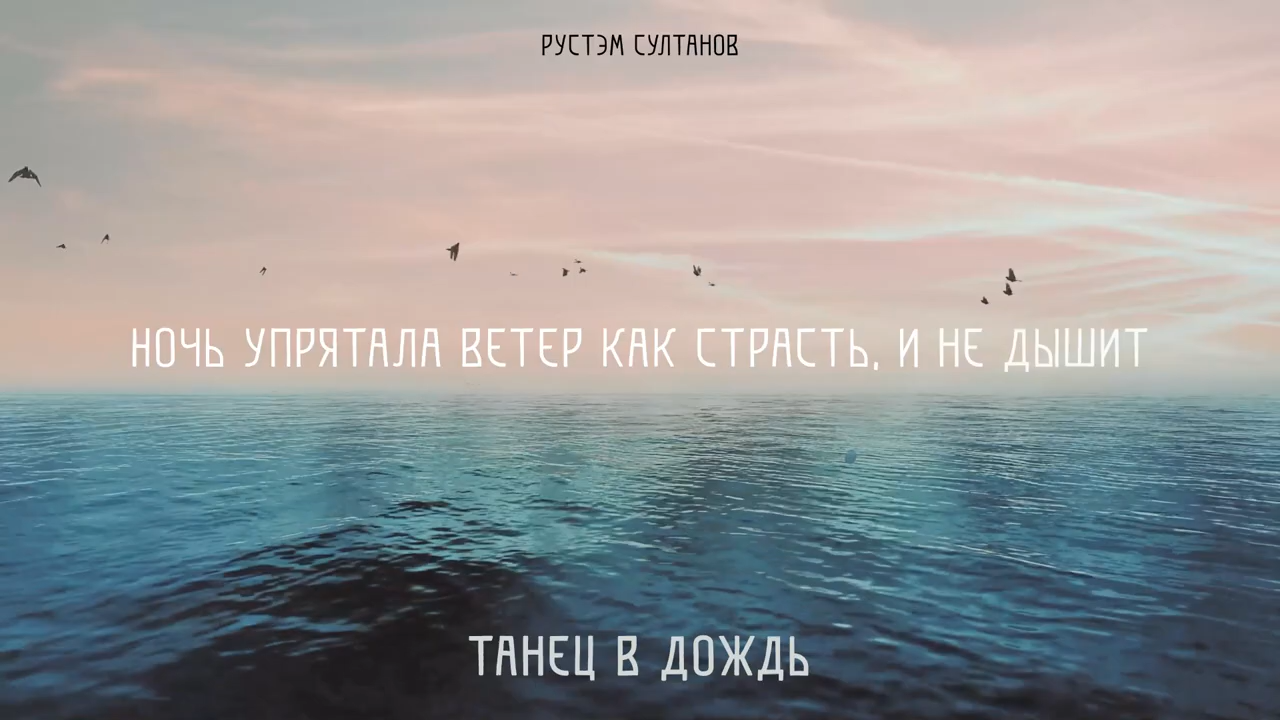 РУСТЭМ СУЛТАНОВ
НОЧЬ УПРЯТАЛА ВЕТЕР КАК СТРАСТЬ, И НЕ ДЫШИТ
ТАНЕЦ В ДОЖДЬ